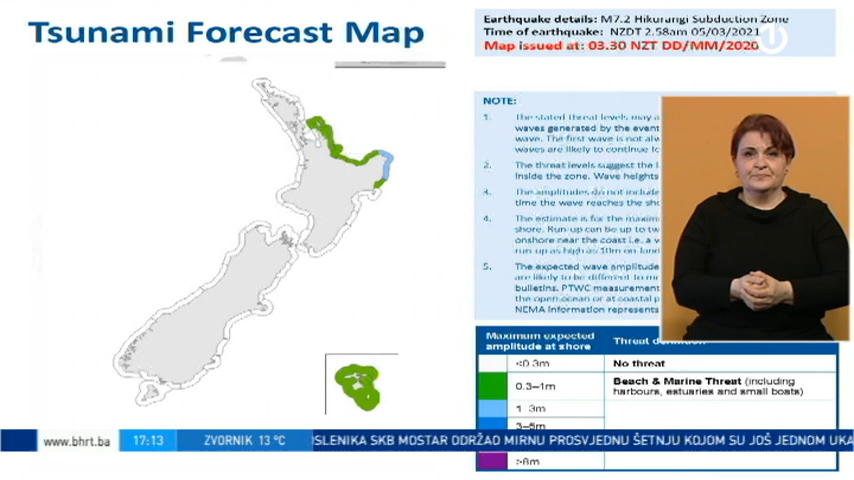 Tsunami Forecast Map
Earthquake details: M7.2 Hikurangi Subduction Zone
Time of earthquake: NZDT 2.58am 05/03/2021
Map issued at: 03.30 NZT DD/MM/2020
NOTE:
1. The stated threat levels may
waves generated by the event
wave. The first wave is not
waves are likely to continue
2. The threat levels suggest the
inside the zone. Wave heights
3. The amplitudes do not include
time the wave reaches the
4. The estimate is for the
shore. Run-up can be up to
onshore near the coast i.e. a
run up as high as 10m on land
5. The expected wave amplitude
are likely to be different to
bulletins. PTWC measurement
the open ocean or at coastal
NEMA information represents
Maximum expected
amplitude at shore
Threat
<0.3m No threat
0.3–1m Beach & Marine Threat (including
harbours, estuaries and small boats)
1–3m
3–5m
>8m
www.bhrt.ba 17:13 ZVORNIK 13 °C OSLENIKA SKB MOSTAR ODRŽAO MIRNU PROSVJEDNU ŠETNJU KOJOM SU JOŠ JEDNOM UKA